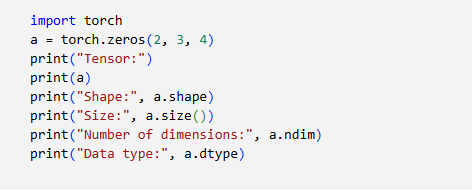 import torch
a = torch.zeros(2, 3, 4)
print("Tensor:")
print(a)
print("Shape:", a.shape)
print("Size:", a.size())
print("Number of dimensions:", a.ndim)
print("Data type:", a.dtype)